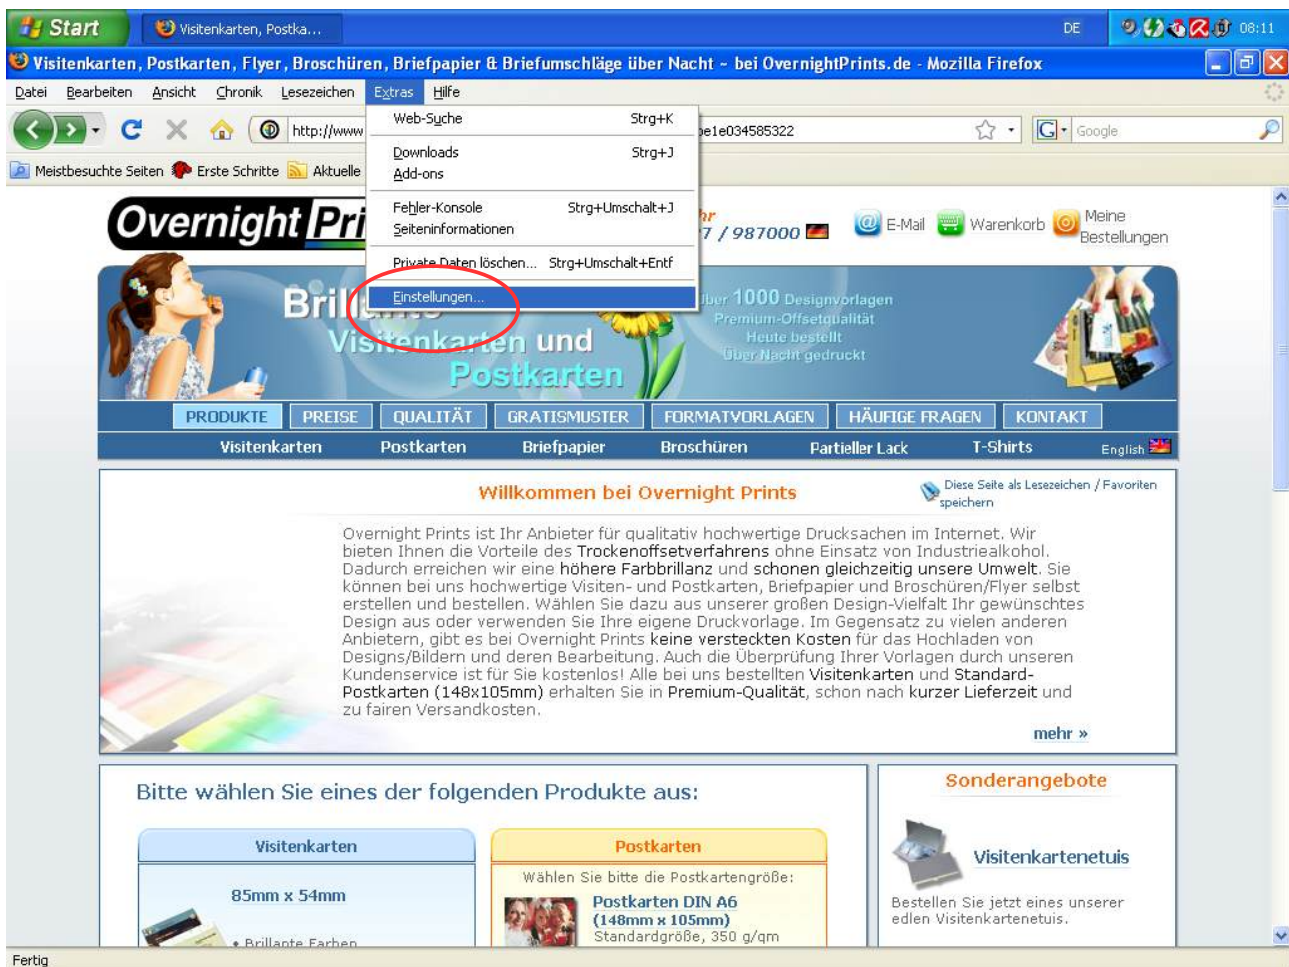 Start
Visitenkarten, Postka...
DE
08:11
Visitenkarten, Postkarten, Flyer, Broschüren, Briefpapier & Briefumschläge über Nacht - bei OvernightPrints.de - Mozilla Firefox
Datei Bearbeiten Ansicht Chronik Lesezeichen Extras Hilfe
http://www
be1e034585322
Google
Meistbesuchte Seiten Erste Schritte Aktuelle
Web-Suche Strg+K
Downloads Strg+J
Add-ons
Fehler-Konsole Strg+Umschalt+J
Seiteninformationen
Private Daten löschen... Strg+Umschalt+Entf
Einstellungen...
Overnight Pri
hr
7 / 987000
E-Mail Warenkorb Meine
Bestellungen
Brillante
Visitenkarten und
Postkarten
über 1000 Designvorlagen
Premium-Offsetqualität
Heute bestellt
Über Nacht gedruckt
PRODUKTE PREISE QUALITÄT GRATISMUSTER FORMATVORLAGEN HÄUFIGE FRAGEN KONTAKT
Visitenkarten Postkarten Briefpapier Broschüren Partieller Lack T-Shirts English
Willkommen bei Overnight Prints
Diese Seite als Lesezeichen / Favoriten
speichern
Overnight Prints ist Ihr Anbieter für qualitativ hochwertige Drucksachen im Internet. Wir
bieten Ihnen die Vorteile des Trockenoffsetverfahrens ohne Einsatz von Industriealkohol.
Dadurch erreichen wir eine höhere Farbbrillanz und schonen gleichzeitig unsere Umwelt. Sie
können bei uns hochwertige Visiten- und Postkarten, Briefpapier und Broschüren/Flyer selbst
erstellen und bestellen. Wählen Sie dazu aus unserer großen Design-Vielfalt Ihr gewünschtes
Design aus oder verwenden Sie Ihre eigene Druckvorlage. Im Gegensatz zu vielen anderen
Anbietern, gibt es bei Overnight Prints keine versteckten Kosten für das Hochladen von
Designs/Bildern und deren Bearbeitung. Auch die Überprüfung Ihrer Vorlagen durch unseren
Kundenservice ist für Sie kostenlos! Alle bei uns bestellten Visitenkarten und Standard-
Postkarten (148x105mm) erhalten Sie in Premium-Qualität, schon nach kurzer Lieferzeit und
zu fairen Versandkosten.
mehr »
Bitte wählen Sie eines der folgenden Produkte aus:
Visitenkarten
85mm x 54mm
• Brillante Farben
Postkarten
Wählen Sie bitte die Postkartengröße:
Postkarten DIN A6
(148mm x 105mm)
Standardgröße, 350 g/qm
Sonderangebote
Visitenkartenetuis
Bestellen Sie jetzt eines unserer
edlen Visitenkartenetuis.
Fertig